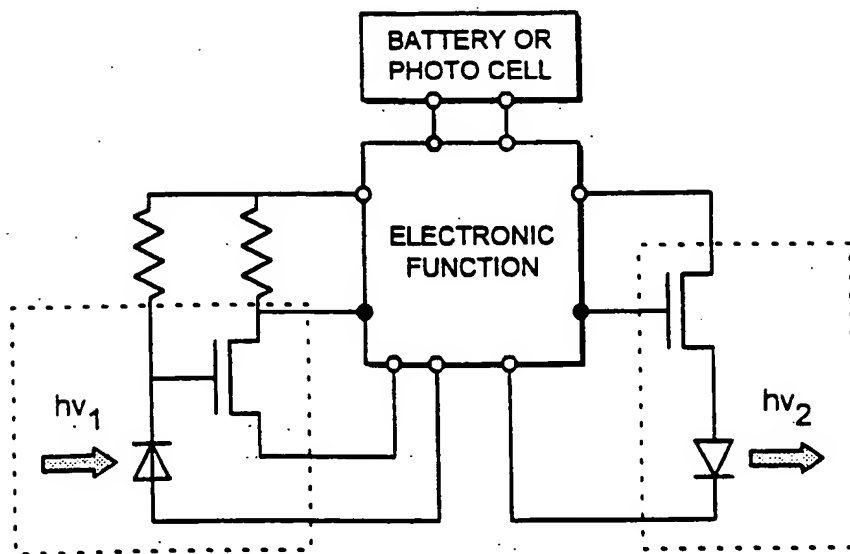 BATTERY OR
PHOTO CELL
ELECTRONIC
FUNCTION
hv1
hv2